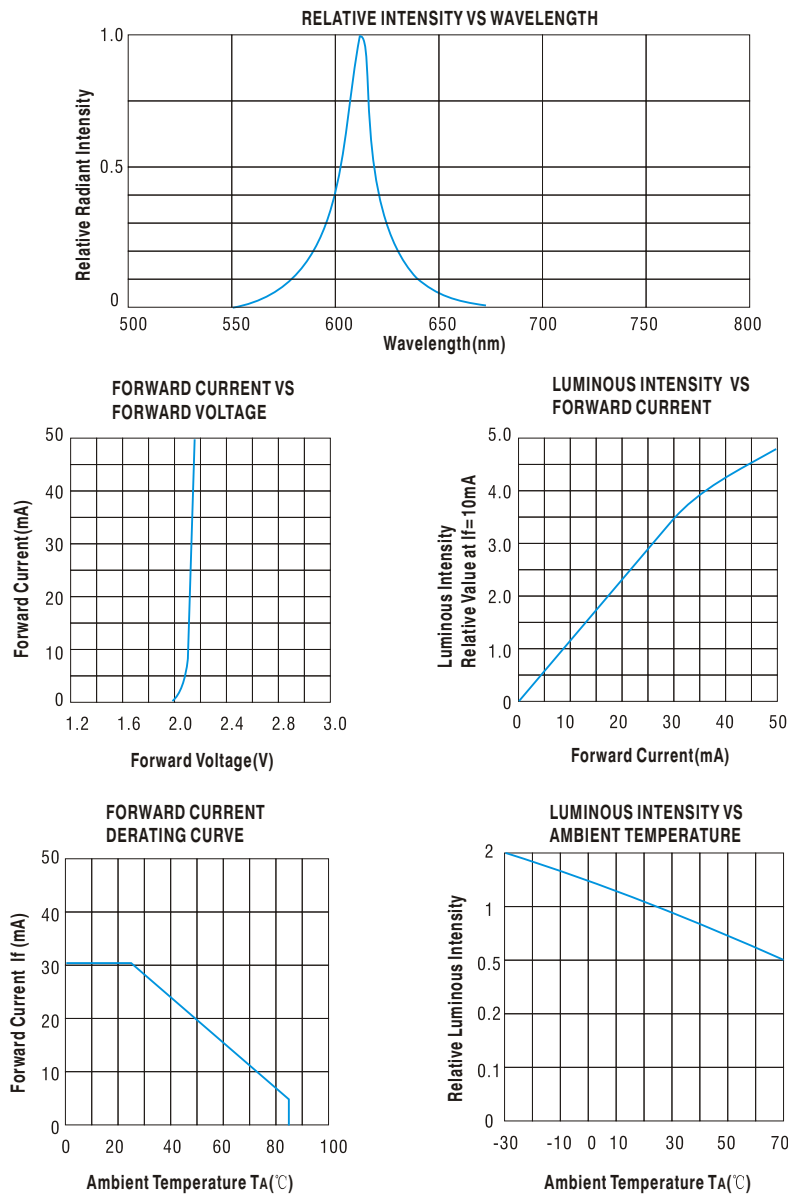 RELATIVE INTENSITY VS WAVELENGTH
1.0
0.5
0
Relative Radiant Intensity
500 550 600 650 700 750 800
Wavelength(nm)
FORWARD CURRENT VS
FORWARD VOLTAGE
50
40
30
20
10
0
Forward Current(mA)
1.2 1.6 2.0 2.4 2.8 3.0
Forward Voltage(V)
LUMINOUS INTENSITY VS
FORWARD CURRENT
5.0
4.0
3.0
2.0
1.0
0
Luminous Intensity
Relative Value at If=10mA
0 10 20 30 40 50
Forward Current(mA)
FORWARD CURRENT
DERATING CURVE
50
40
30
20
10
0
Forward Current If (mA)
0 20 40 60 80 100
Ambient Temperature TA(℃)
LUMINOUS INTENSITY VS
AMBIENT TEMPERATURE
2
1
0.5
0.2
0.1
0
Relative Luminous Intensity
-30 -10 0 10 30 50 70
Ambient Temperature TA(℃)